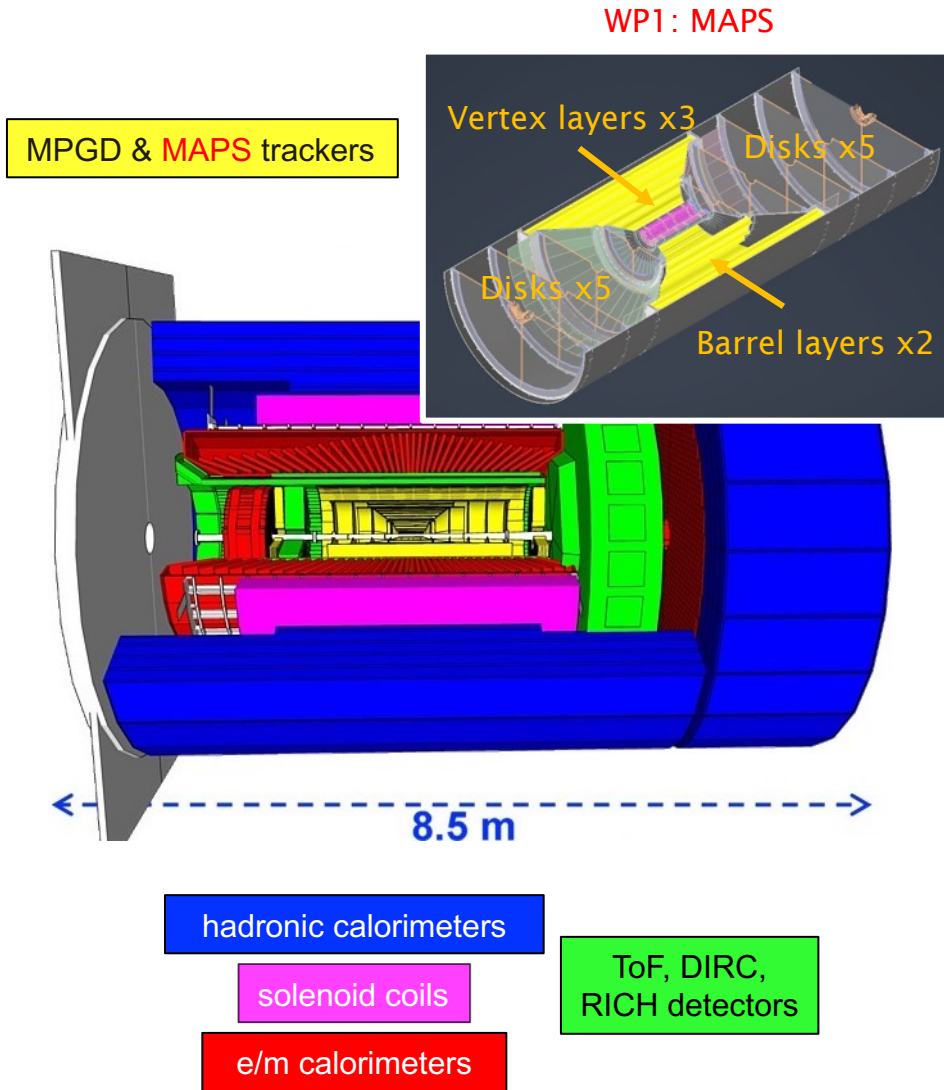 WP1: MAPS
Vertex layers x3
Disks x5
MPGD & MAPS trackers
Disks x5
Barrel layers x2
8.5 m
hadronic calorimeters
solenoid coils
e/m calorimeters
ToF, DIRC,
RICH detectors